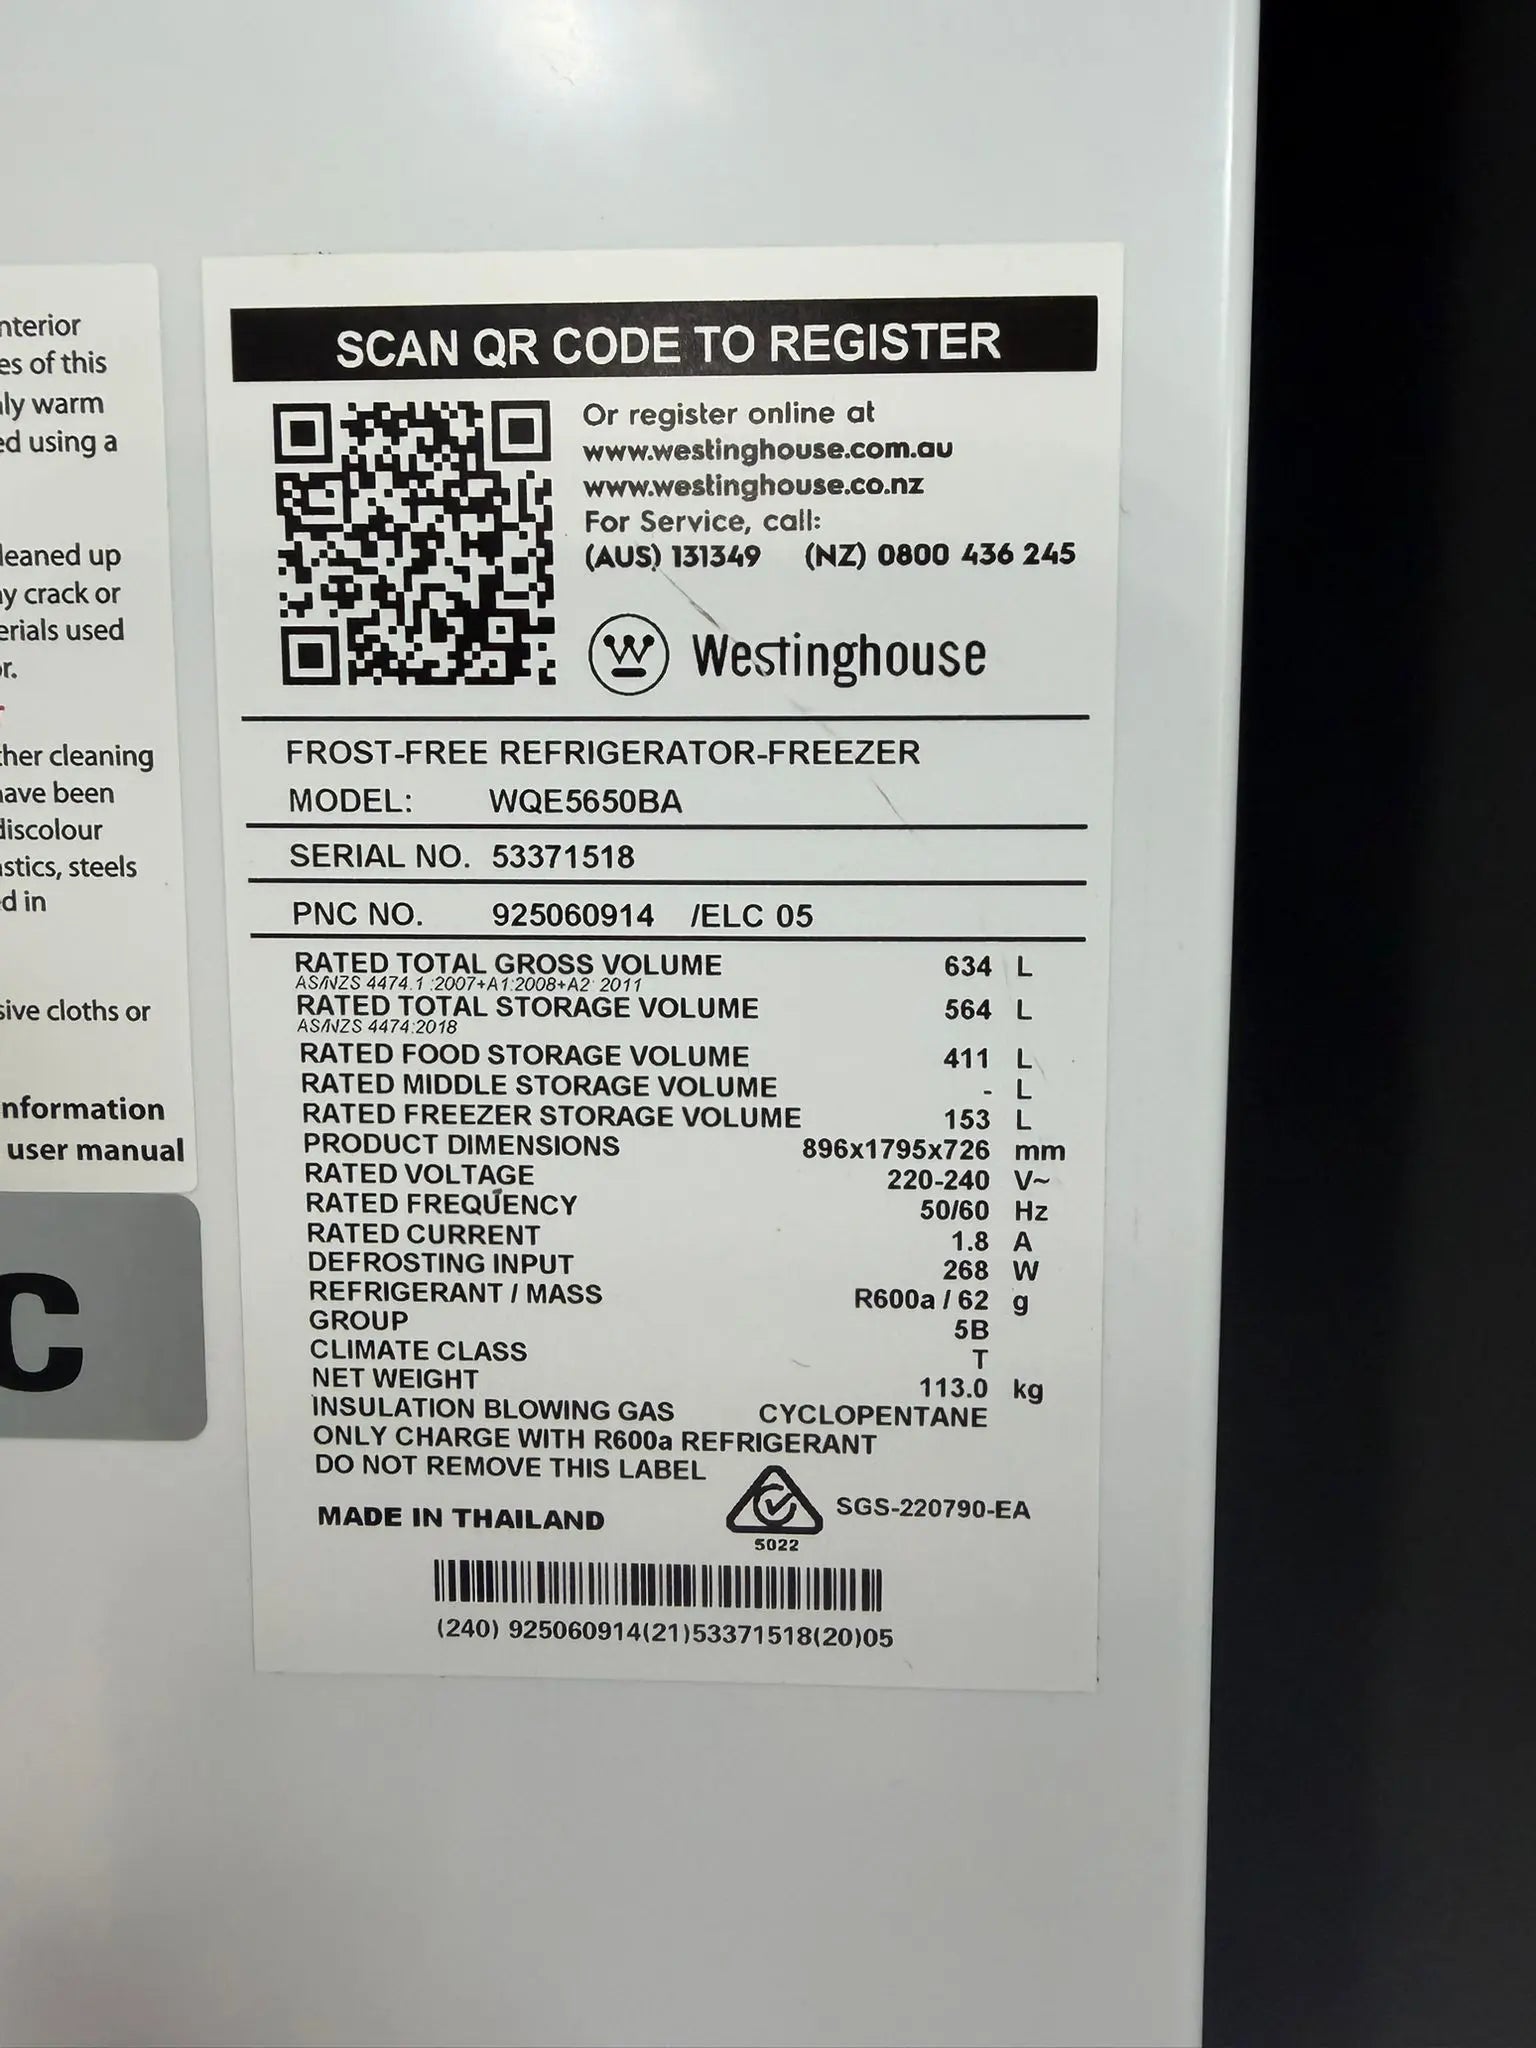 nterior
es of this
ly warm
ed using a
leaned up
y crack or
erials used
r.
her cleaning
ave been
discolour
stics, steels
d in
sive cloths or
nformation
user manual
C
SCAN QR CODE TO REGISTER
Or register online at
www.westinghouse.com.au
www.westinghouse.co.nz
For Service, call:
(AUS) 131349 (NZ) 0800 436 245
Westinghouse
FROST-FREE REFRIGERATOR-FREEZER
MODEL: WQE5650BA
SERIAL NO. 53371518
PNC NO. 925060914 /ELC 05
RATED TOTAL GROSS VOLUME 634 L
AS/NZS 4474.1 :2007+A1:2008+A2: 2011
RATED TOTAL STORAGE VOLUME 564 L
AS/NZS 4474:2018
RATED FOOD STORAGE VOLUME 411 L
RATED MIDDLE STORAGE VOLUME - L
RATED FREEZER STORAGE VOLUME 153 L
PRODUCT DIMENSIONS 896x1795x726 mm
RATED VOLTAGE 220-240 V~
RATED FREQUENCY 50/60 Hz
RATED CURRENT 1.8 A
DEFROSTING INPUT 268 W
REFRIGERANT / MASS R600a / 62 g
GROUP 5B
CLIMATE CLASS T
NET WEIGHT 113.0 kg
INSULATION BLOWING GAS CYCLOPENTANE
ONLY CHARGE WITH R600a REFRIGERANT
DO NOT REMOVE THIS LABEL
MADE IN THAILAND
SGS-220790-EA
5022
(240) 925060914(21)53371518(20)05